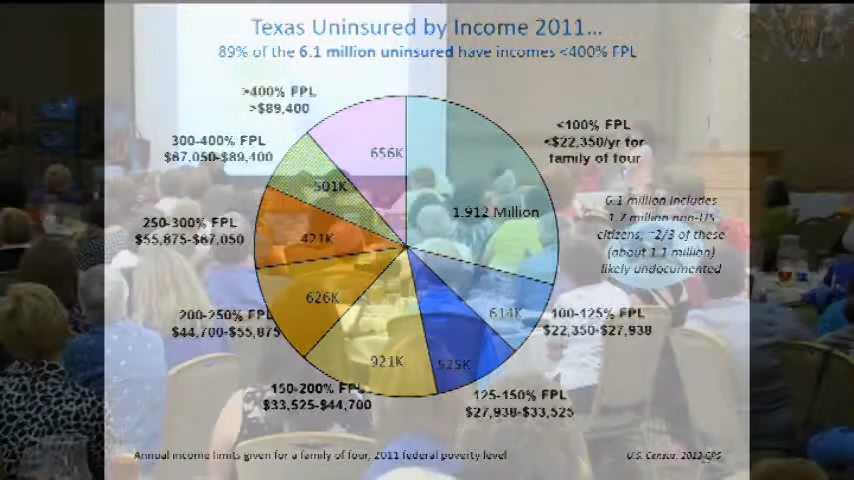 Texas Uninsured by Income 2011...
89% of the 6.1 million uninsured have incomes <400% FPL
>400% FPL
>$89,400
<100% FPL
<$22,350/yr for
family of four
300-400% FPL
$67,050-$89,400
656K
501K
1.912 Million
6.1 million includes
1.7 million non-US
citizens, ~2/3 of these
(about 1.1 million)
likely undocumented
250-300% FPL
$55,875-$67,050
421K
626K
200-250% FPL
$44,700-$55,875
614K
100-125% FPL
$22,350-$27,938
921K
525K
150-200% FPL
$33,525-$44,700
125-150% FPL
$27,938-$33,525
Annual income limits given for a family of four, 2011 federal poverty level
U.S. Census, 2012 CPS